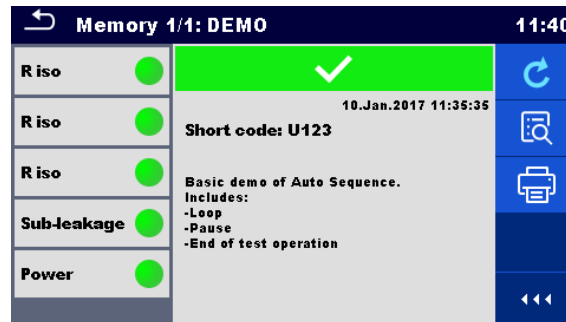 Memory 1/1: DEMO
11:40
R iso
R iso
R iso
Sub-leakage
Power
10.Jan.2017 11:35:35
Short code: U123
Basic demo of Auto Sequence.
Includes:
-Loop
-Pause
-End of test operation